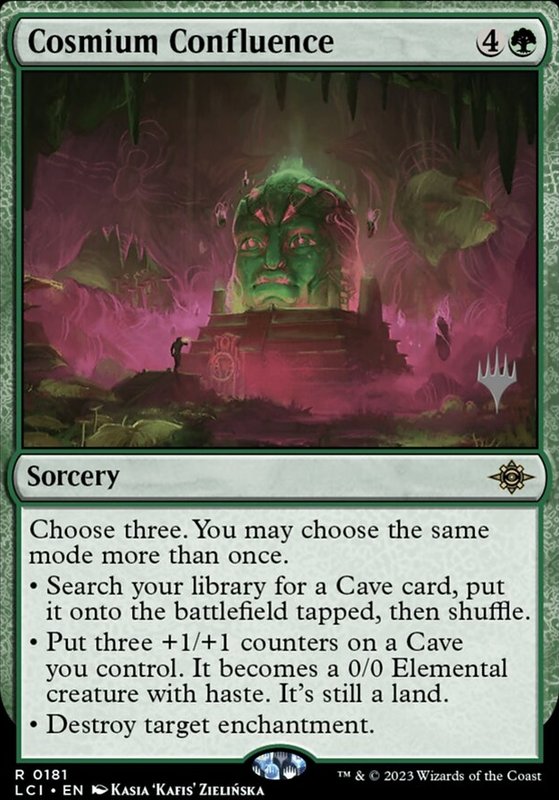 Cosmium Confluence 4
Sorcery
Choose three. You may choose the same
mode more than once.
• Search your library for a Cave card, put
it onto the battlefield tapped, then shuffle.
• Put three +1/+1 counters on a Cave
you control. It becomes a 0/0 Elemental
creature with haste. It's still a land.
• Destroy target enchantment.
R 0181
LCI • EN Kasia 'Kafis' Zielińska
™ & © 2023 Wizards of the Coast